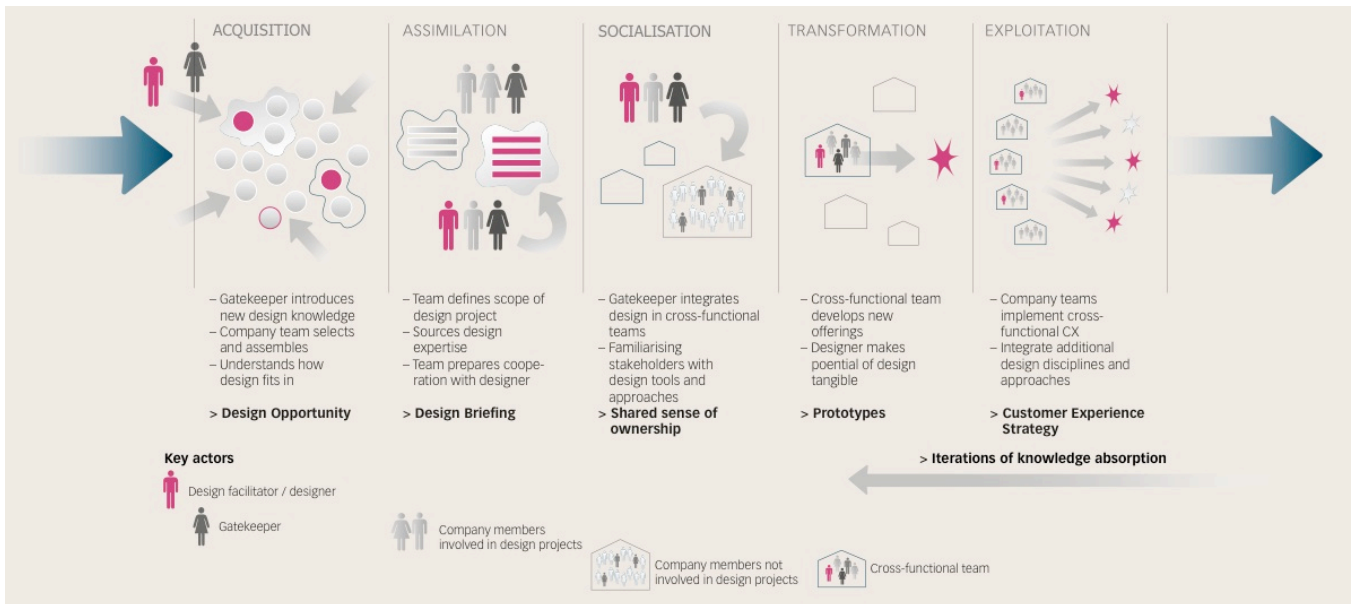 ACQUISITION
ASSIMILATION
SOCIALISATION
TRANSFORMATION
EXPLOITATION
– Gatekeeper introduces
new design knowledge
– Company team selects
and assembles
– Understands how
design fits in
> Design Opportunity
– Team defines scope of
design project
– Sources design
expertise
– Team prepares coope-
ration with designer
> Design Briefing
– Gatekeeper integrates
design in cross-functional
teams
– Familiarising
stakeholders with
design tools and
approaches
> Shared sense of
ownership
– Cross-functional team
develops new
offerings
– Designer makes
poential of design
tangible
> Prototypes
– Company teams
implement cross-
functional CX
– Integrate additional
design disciplines and
approaches
> Customer Experience
Strategy
> Iterations of knowledge absorption
Key actors
Design facilitator / designer
Gatekeeper
Company members
involved in design projects
Company members not
involved in design projects
Cross-functional team